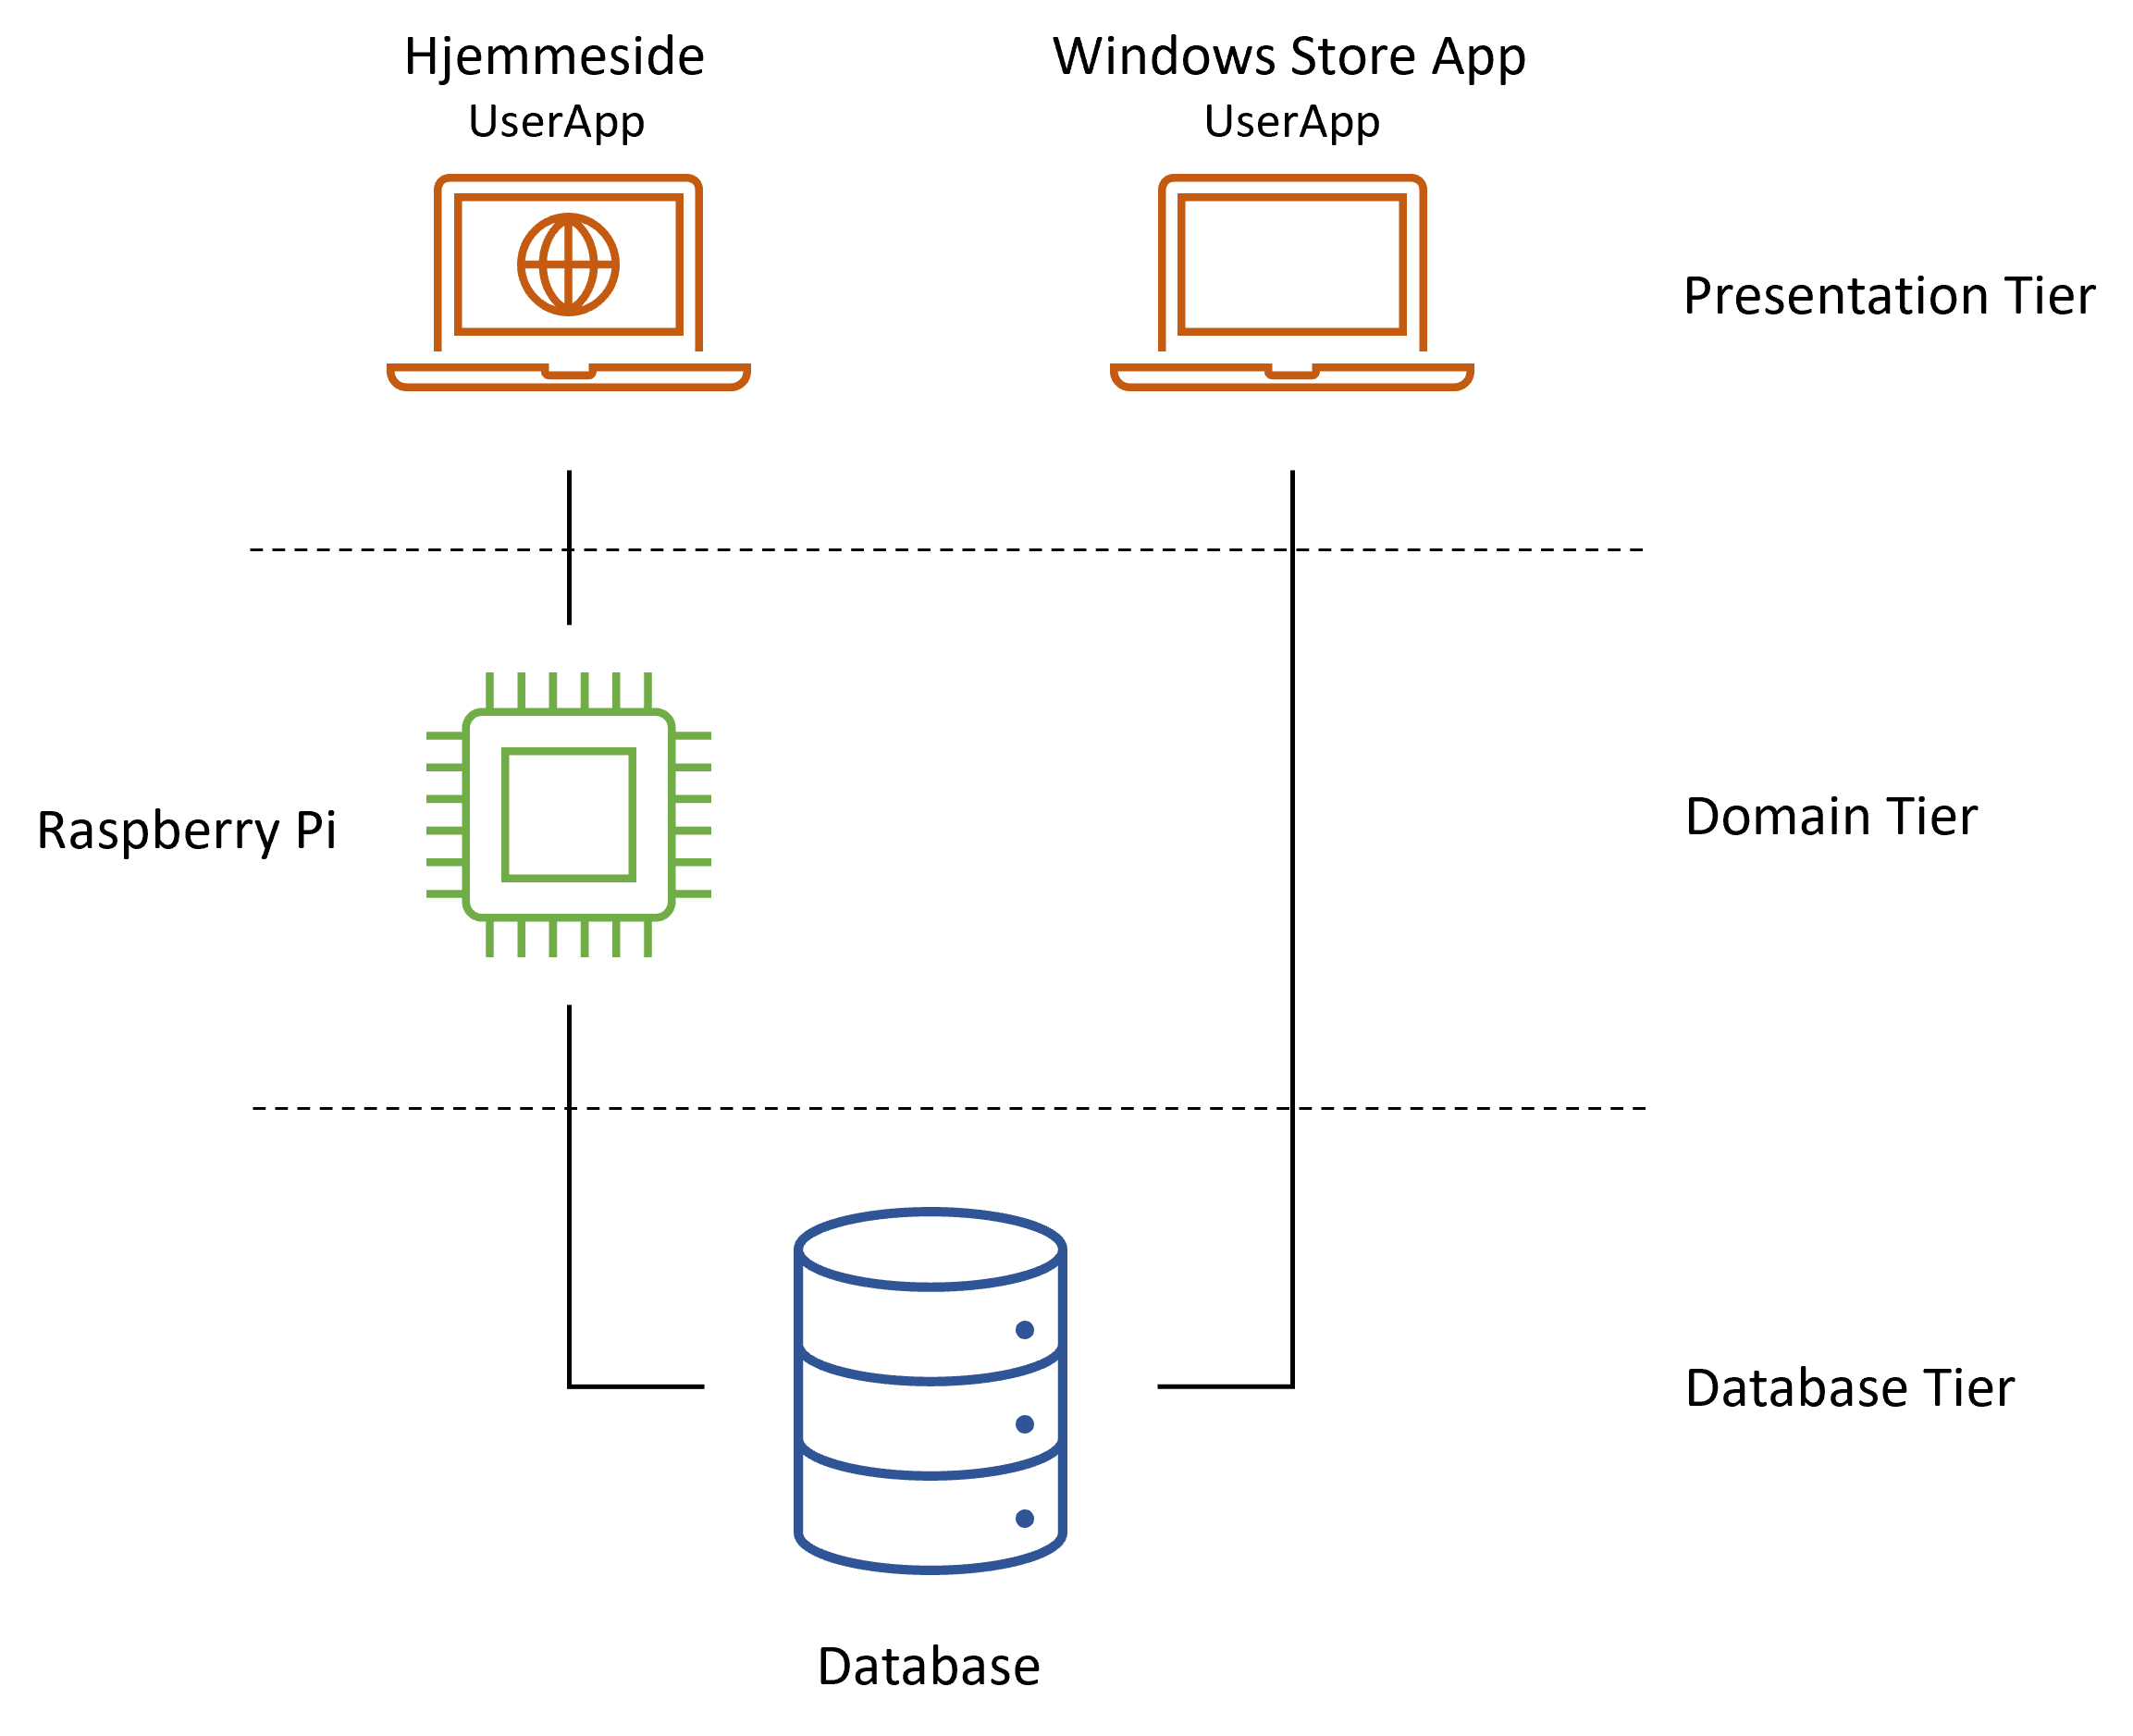 Hjemmeside
UserApp
Windows Store App
UserApp
Presentation Tier
Raspberry Pi
Domain Tier
Database Tier
Database